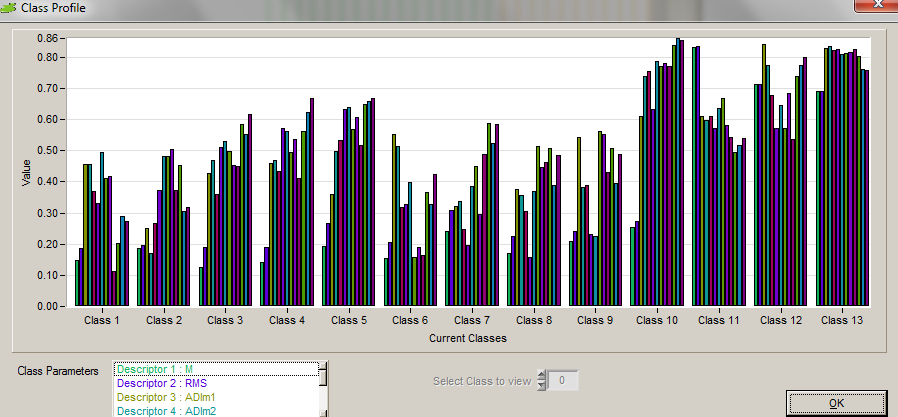 Class Profile
0.86
0.80
0.70
0.60
0.50
0.40
0.30
0.20
0.10
0.00
Value
Class 1 Class 2 Class 3 Class 4 Class 5 Class 6 Class 7 Class 8 Class 9 Class 10 Class 11 Class 12 Class 13
Current Classes
Class Parameters
Descriptor 1 : M
Descriptor 2 : RMS
Descriptor 3 : ADIm1
Descriptor 4 : ADIm2
Select Class to view 0
OK